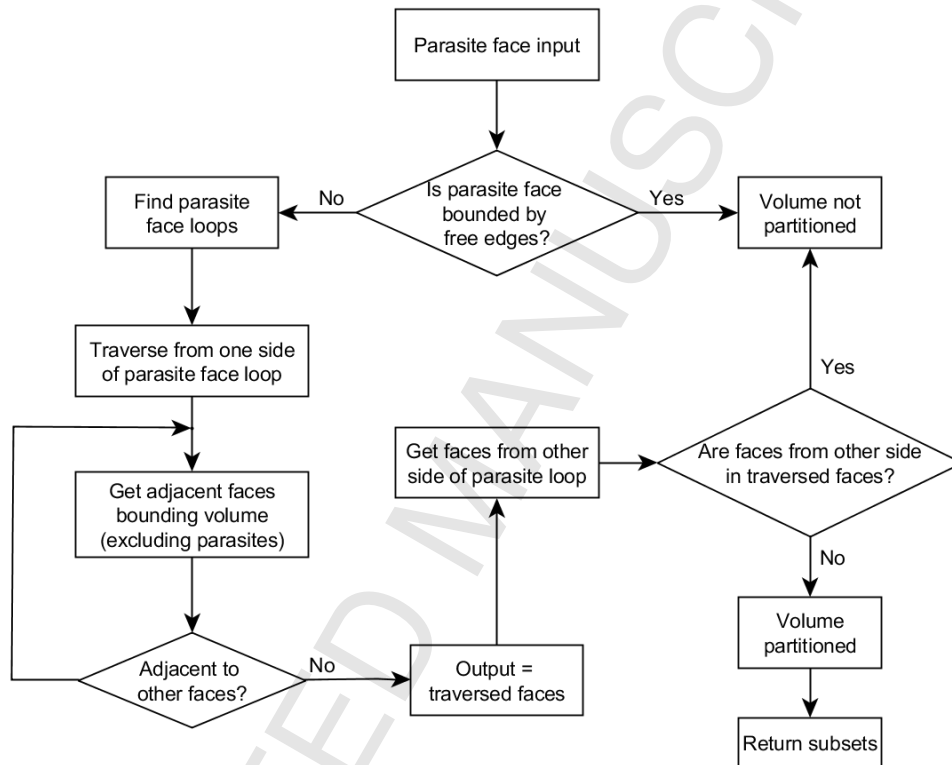 Parasite face input
Is parasite face
bounded by
free edges?
No
Yes
Find parasite
face loops
Volume not
partitioned
Traverse from one side
of parasite face loop
Yes
Get faces from other
side of parasite loop
Are faces from other side
in traversed faces?
Get adjacent faces
bounding volume
(excluding parasites)
No
Volume
partitioned
Adjacent to
other faces?
No
Output =
traversed faces
Return subsets
TED MANUSC